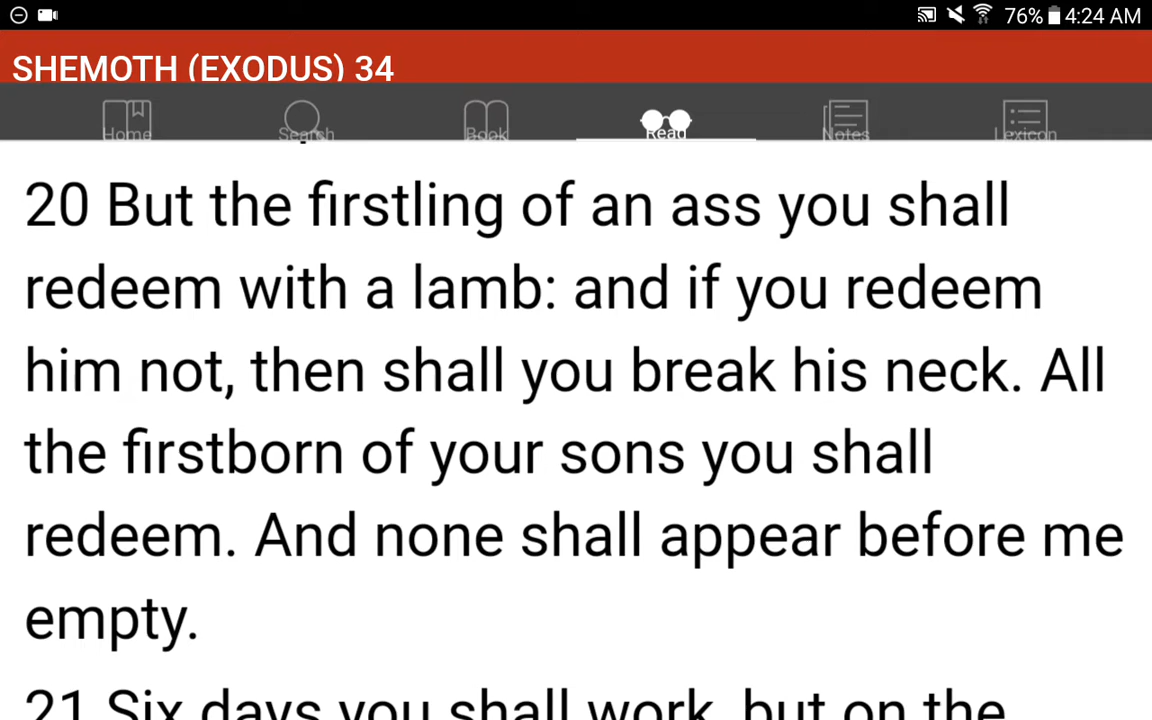 76% 4:24 AM
SHEMOTH (EXODUS) 34
Home Search Book Read Notes Lexicon
20 But the firstling of an ass you shall
redeem with a lamb: and if you redeem
him not, then shall you break his neck. All
the firstborn of your sons you shall
redeem. And none shall appear before me
empty.
21 Six days you shall work, but on the